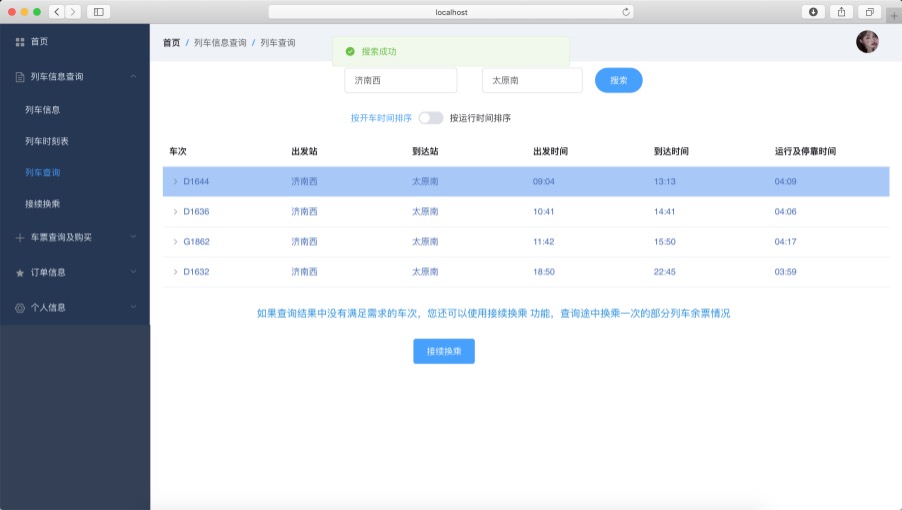 localhost
首页
列车信息查询
列车信息
列车时刻表
列车查询
接续换乘
车票查询及购买
订单信息
个人信息
首页 / 列车信息查询 / 列车查询
搜索成功
济南西 太原南 搜索
按开车时间排序 按运行时间排序
车次 出发站 到达站 出发时间 到达时间 运行及停靠时间
D1644 济南西 太原南 09:04 13:13 04:09
D1636 济南西 太原南 10:41 14:41 04:06
G1862 济南西 太原南 11:42 15:50 04:17
D1632 济南西 太原南 18:50 22:45 03:59
如果查询结果中没有满足需求的车次，您还可以使用接续换乘 功能，查询途中换乘一次的部分列车余票情况
接续换乘